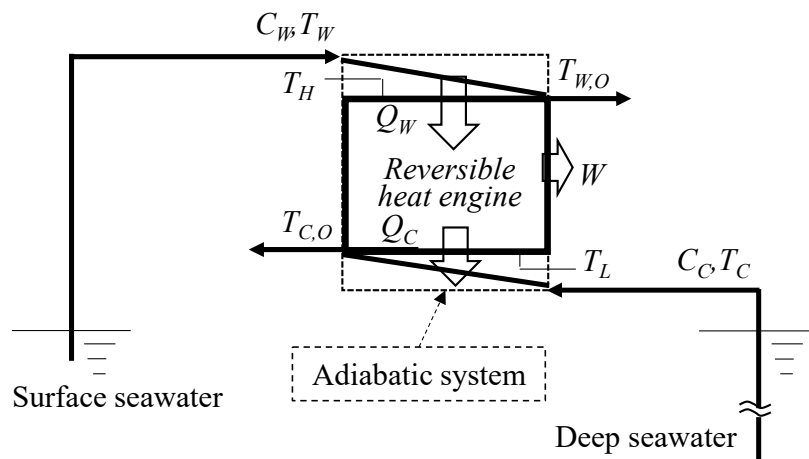 C_W, T_W
T_H
T_{W,O}
Q_W
Reversible
heat engine
W
T_{C,O}
Q_C
T_L
C_C, T_C
Adiabatic system
Surface seawater
Deep seawater